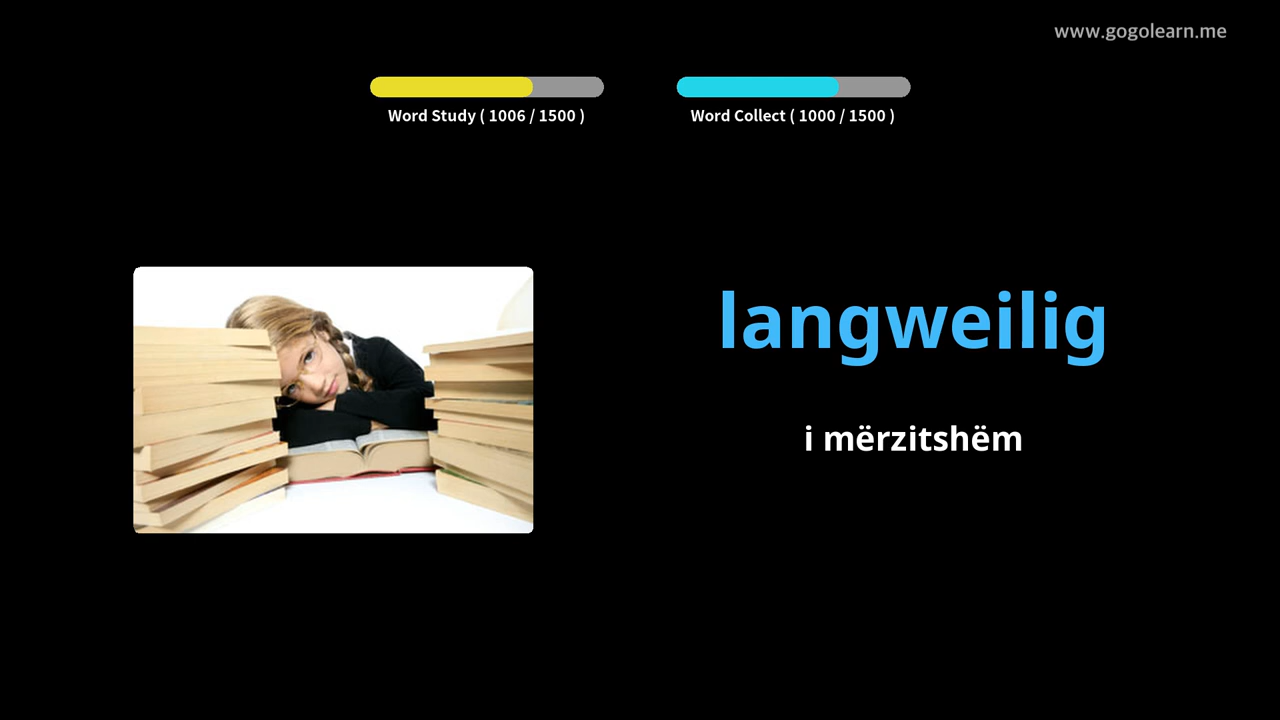 www.gogolearn.me
Word Study ( 1006 / 1500 )
Word Collect ( 1000 / 1500 )
langweilig
i mërzitshëm